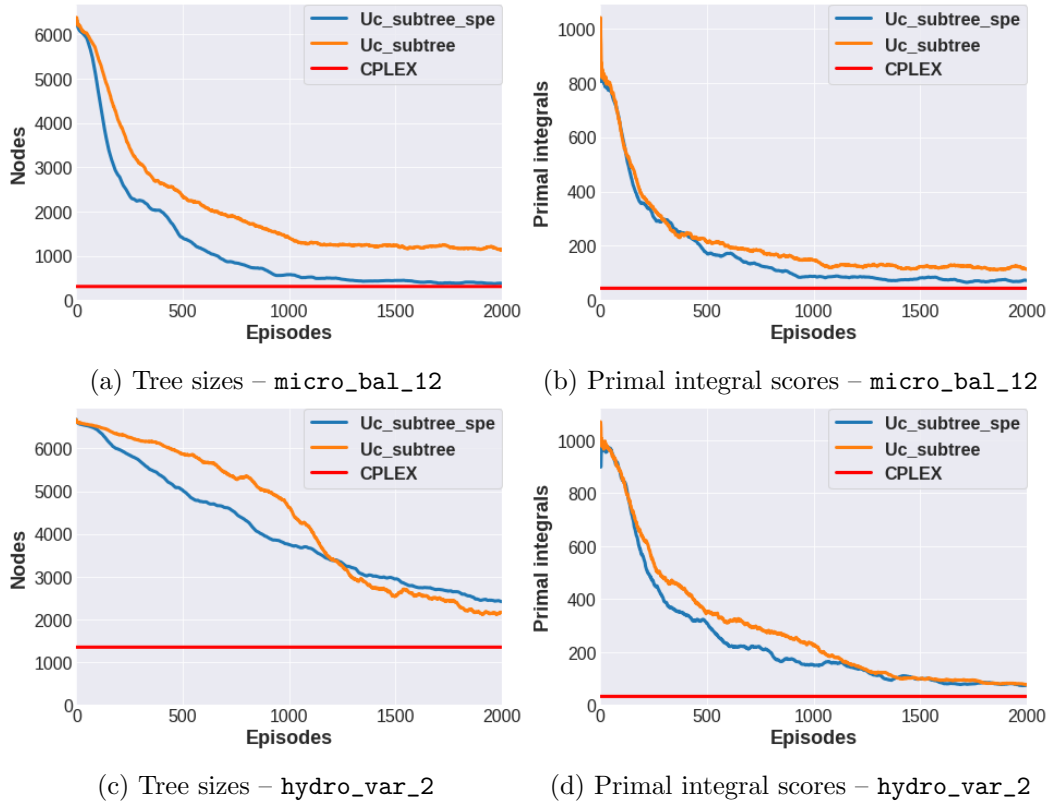 Uc_subtree_spe
Uc_subtree
CPLEX
Nodes
6000
5000
4000
3000
2000
1000
0
0 500 1000 1500 2000
Episodes
(a) Tree sizes – micro_bal_12
Uc_subtree_spe
Uc_subtree
CPLEX
Primal integrals
1000
800
600
400
200
0
0 500 1000 1500 2000
Episodes
(b) Primal integral scores – micro_bal_12
Uc_subtree_spe
Uc_subtree
CPLEX
Nodes
6000
5000
4000
3000
2000
1000
0
0 500 1000 1500 2000
Episodes
(c) Tree sizes – hydro_var_2
Uc_subtree_spe
Uc_subtree
CPLEX
Primal integrals
1000
800
600
400
200
0
0 500 1000 1500 2000
Episodes
(d) Primal integral scores – hydro_var_2